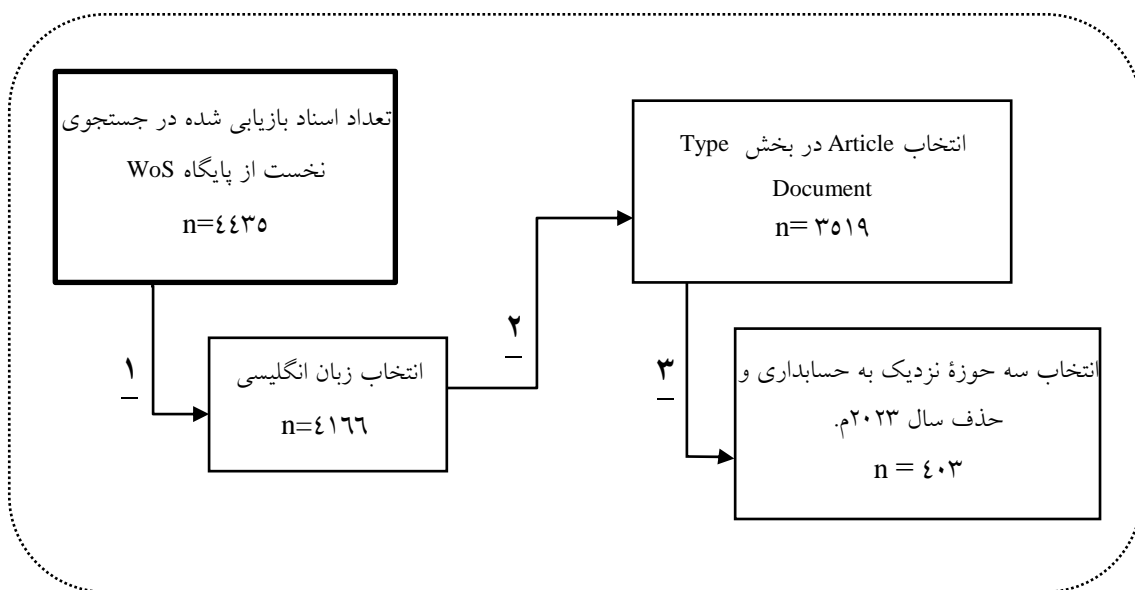 تعداد اسناد بازیابی شده در جستجوی
نخست از پایگاه WoS
n=٤٤٣٥
١
انتخاب زبان انگلیسی
n=٤١٦٦
٢
انتخاب Article در بخش Type
Document
n= ٣٥١٩
٣
انتخاب سه حوزۀ نزدیک به حسابداری و
حذف سال ٢٠٢٣م.
n = ٤٠٣